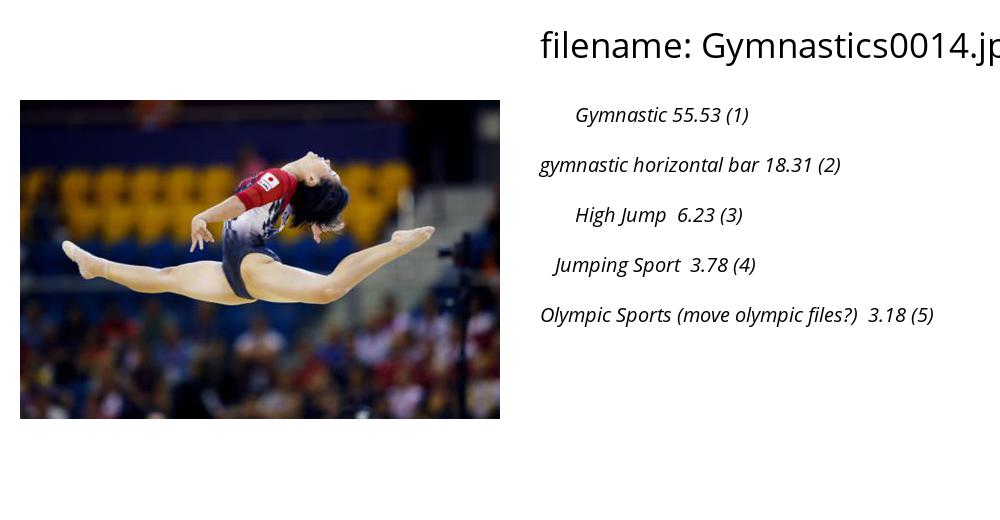 filename: Gymnastics0014.jp
Gymnastic 55.53 (1)
gymnastic horizontal bar 18.31 (2)
High Jump 6.23 (3)
Jumping Sport 3.78 (4)
Olympic Sports (move olympic files?) 3.18 (5)